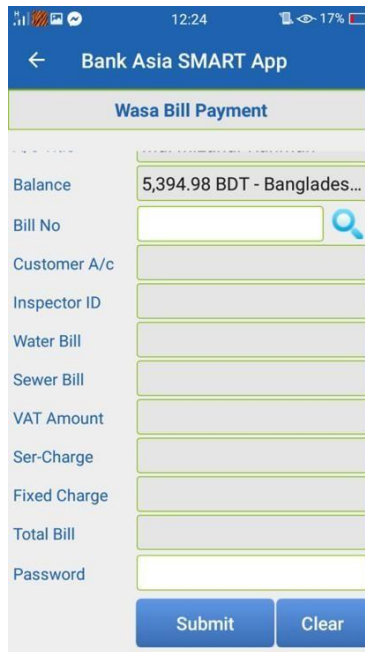 12:24 17%
Bank Asia SMART App
Wasa Bill Payment
Balance 5,394.98 BDT - Banglades...
Bill No
Customer A/c
Inspector ID
Water Bill
Sewer Bill
VAT Amount
Ser-Charge
Fixed Charge
Total Bill
Password
Submit Clear